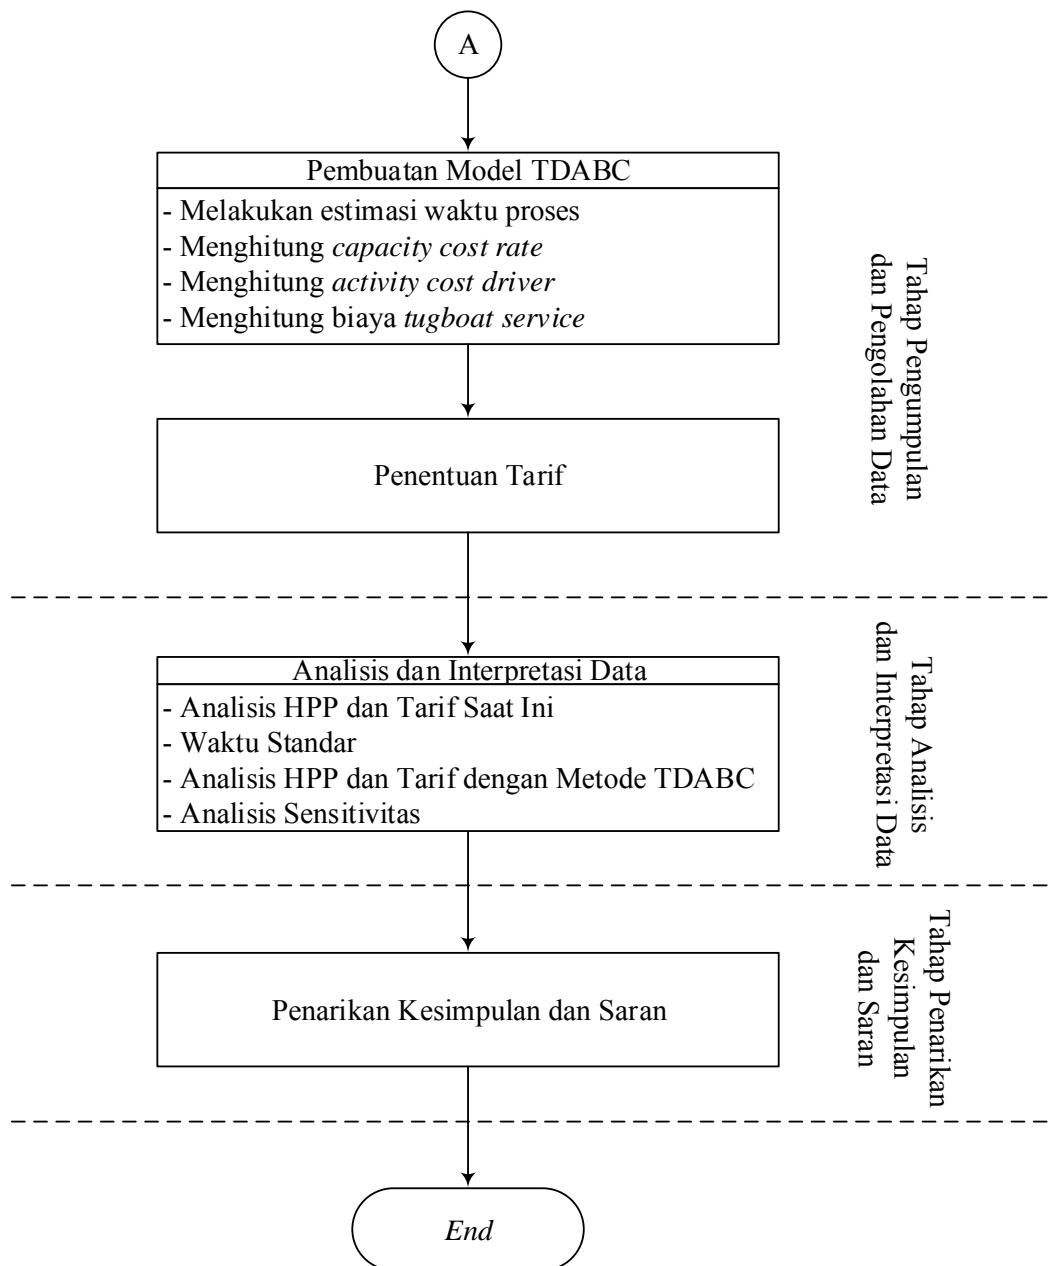 A
Pembuatan Model TDABC
- Melakukan estimasi waktu proses
- Menghitung capacity cost rate
- Menghitung activity cost driver
- Menghitung biaya tugboat service
Tahap Pengumpulan
dan Pengolahan Data
Penentuan Tarif
Analisis dan Interpretasi Data
- Analisis HPP dan Tarif Saat Ini
- Waktu Standar
- Analisis HPP dan Tarif dengan Metode TDABC
- Analisis Sensitivitas
Tahap Analisis
dan Interpretasi Data
Penarikan Kesimpulan dan Saran
Tahap Penarikan
Kesimpulan
dan Saran
End